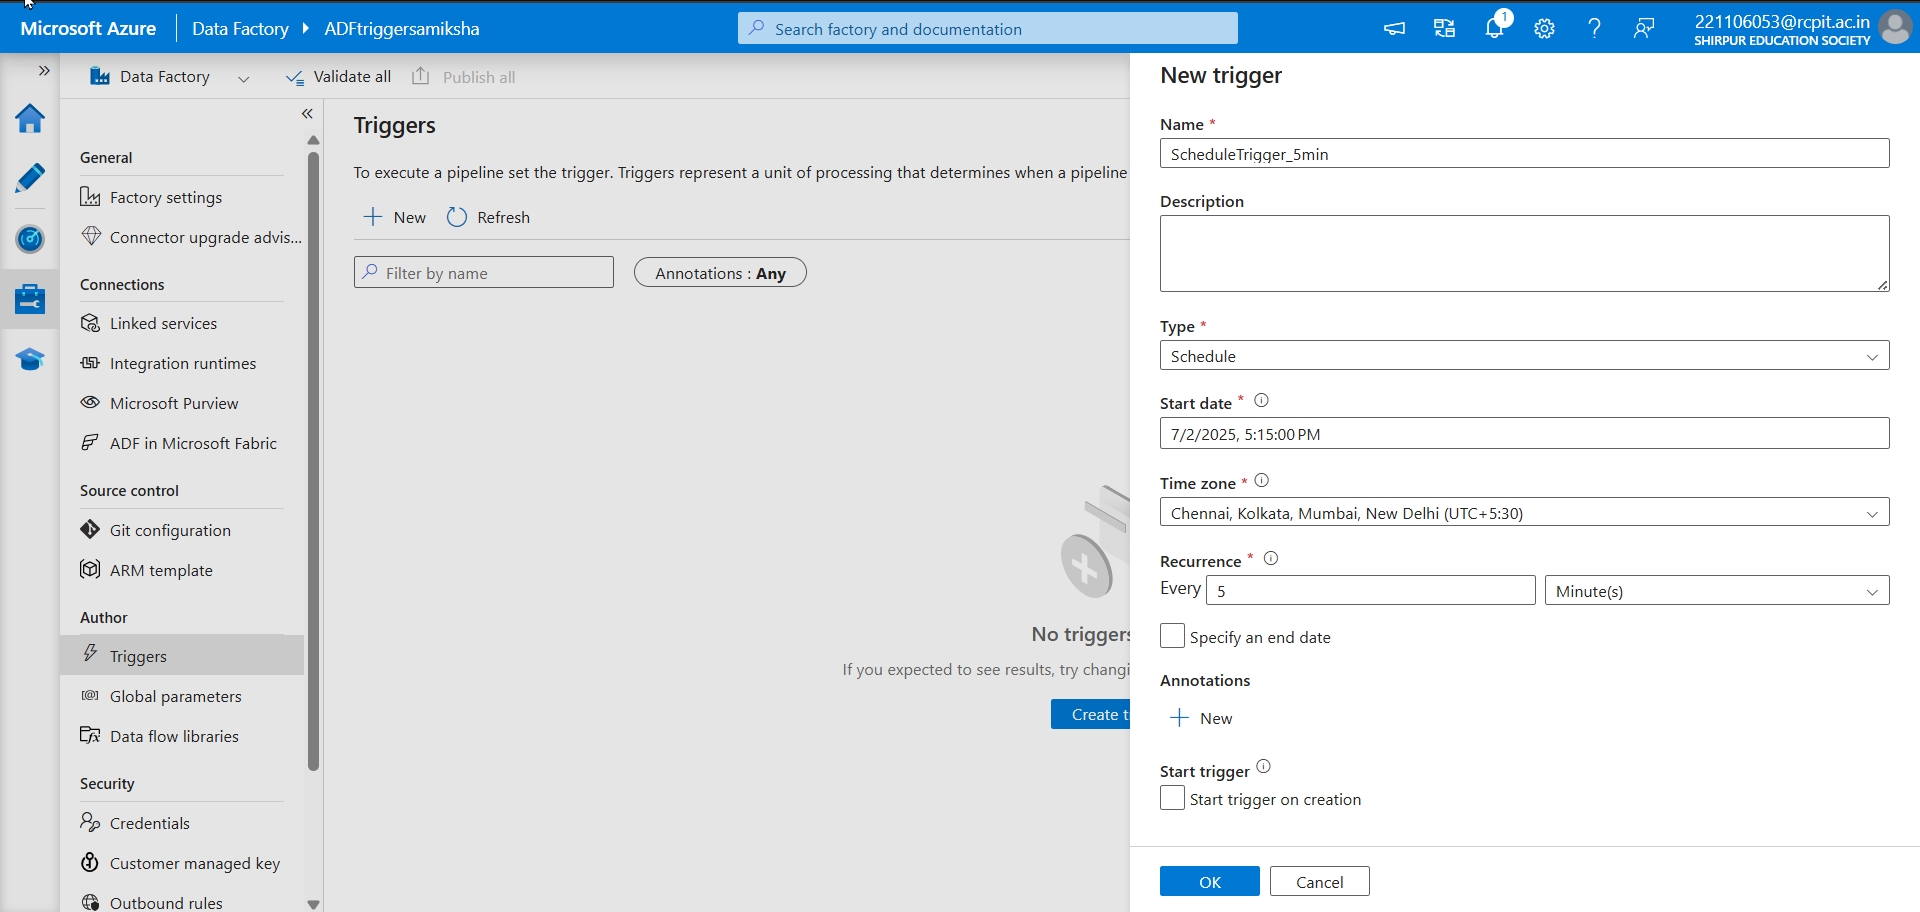 Microsoft Azure
Data Factory
ADFtriggersamiksha
Search factory and documentation
1
221106053@rcpit.ac.in
SHIRPUR EDUCATION SOCIETY
Data Factory
Validate all
Publish all
General
Factory settings
Connector upgrade advis...
Connections
Linked services
Integration runtimes
Microsoft Purview
ADF in Microsoft Fabric
Source control
Git configuration
ARM template
Author
Triggers
Global parameters
Data flow libraries
Security
Credentials
Customer managed key
Outbound rules
Triggers
To execute a pipeline set the trigger. Triggers represent a unit of processing that determines when a pipeline
New
Refresh
Filter by name
Annotations : Any
No triggers
If you expected to see results, try changi
Create t
New trigger
Name *
ScheduleTrigger_5min
Description
Type *
Schedule
Start date *
7/2/2025, 5:15:00 PM
Time zone *
Chennai, Kolkata, Mumbai, New Delhi (UTC+5:30)
Recurrence *
Every 5 Minute(s)
Specify an end date
Annotations
New
Start trigger
Start trigger on creation
OK
Cancel